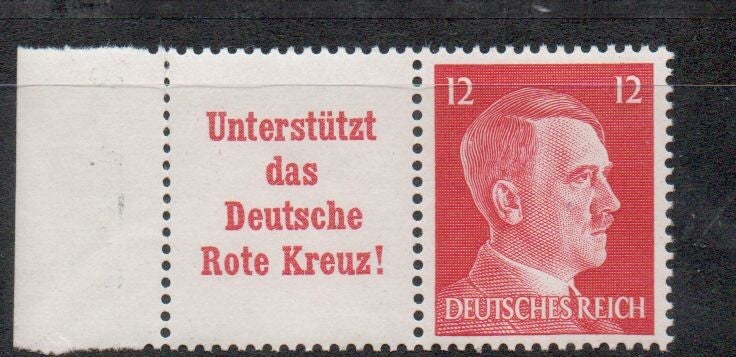 Unterstützt
das
Deutsche
Rote Kreuz!
12 12
DEUTSCHES REICH